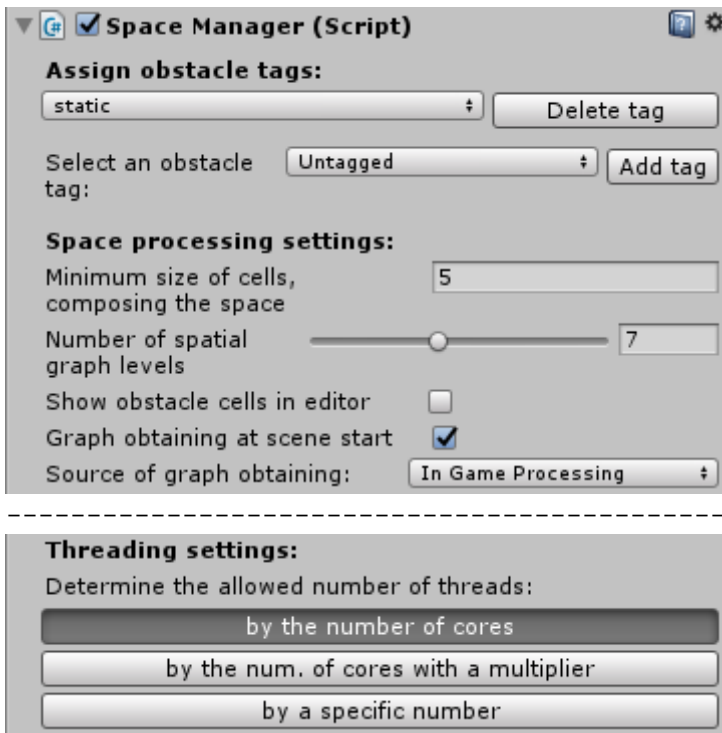 Space Manager (Script)
Assign obstacle tags:
static
Delete tag
Select an obstacle
tag:
Untagged
Add tag
Space processing settings:
Minimum size of cells,
composing the space
5
Number of spatial
graph levels
7
Show obstacle cells in editor
Graph obtaining at scene start
Source of graph obtaining:
In Game Processing
Threading settings:
Determine the allowed number of threads:
by the number of cores
by the num. of cores with a multiplier
by a specific number